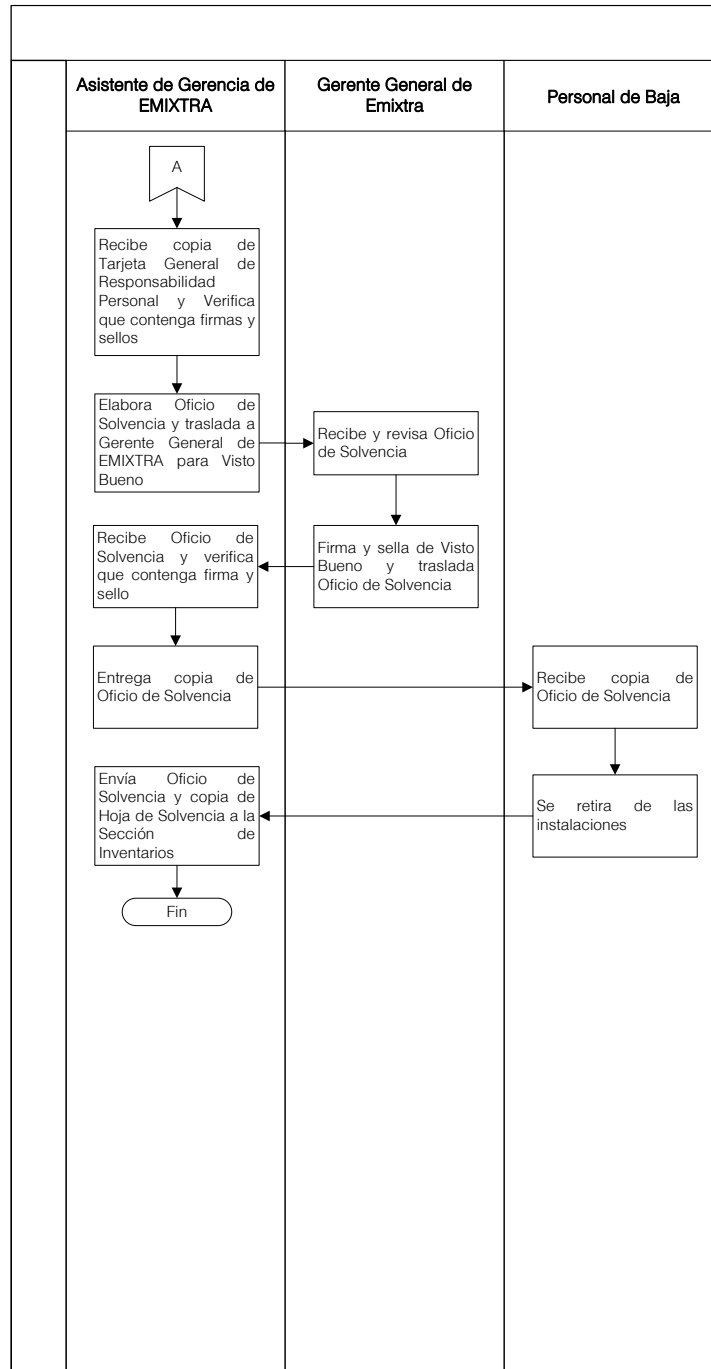 Asistente de Gerencia de
EMIXTRA
Gerente General de
Emixtra
Personal de Baja
A
Recibe copia de
Tarjeta General de
Responsabilidad
Personal y Verifica
que contenga firmas y
sellos
Elabora Oficio de
Solvencia y traslada a
Gerente General de
EMIXTRA para Visto
Bueno
Recibe y revisa Oficio
de Solvencia
Recibe Oficio de
Solvencia y verifica
que contenga firma y
sello
Firma y sella de Visto
Bueno y traslada
Oficio de Solvencia
Entrega copia de
Oficio de Solvencia
Recibe copia de
Oficio de Solvencia
Envía Oficio de
Solvencia y copia de
Hoja de Solvencia a la
Sección de
Inventarios
Se retira de las
instalaciones
Fin